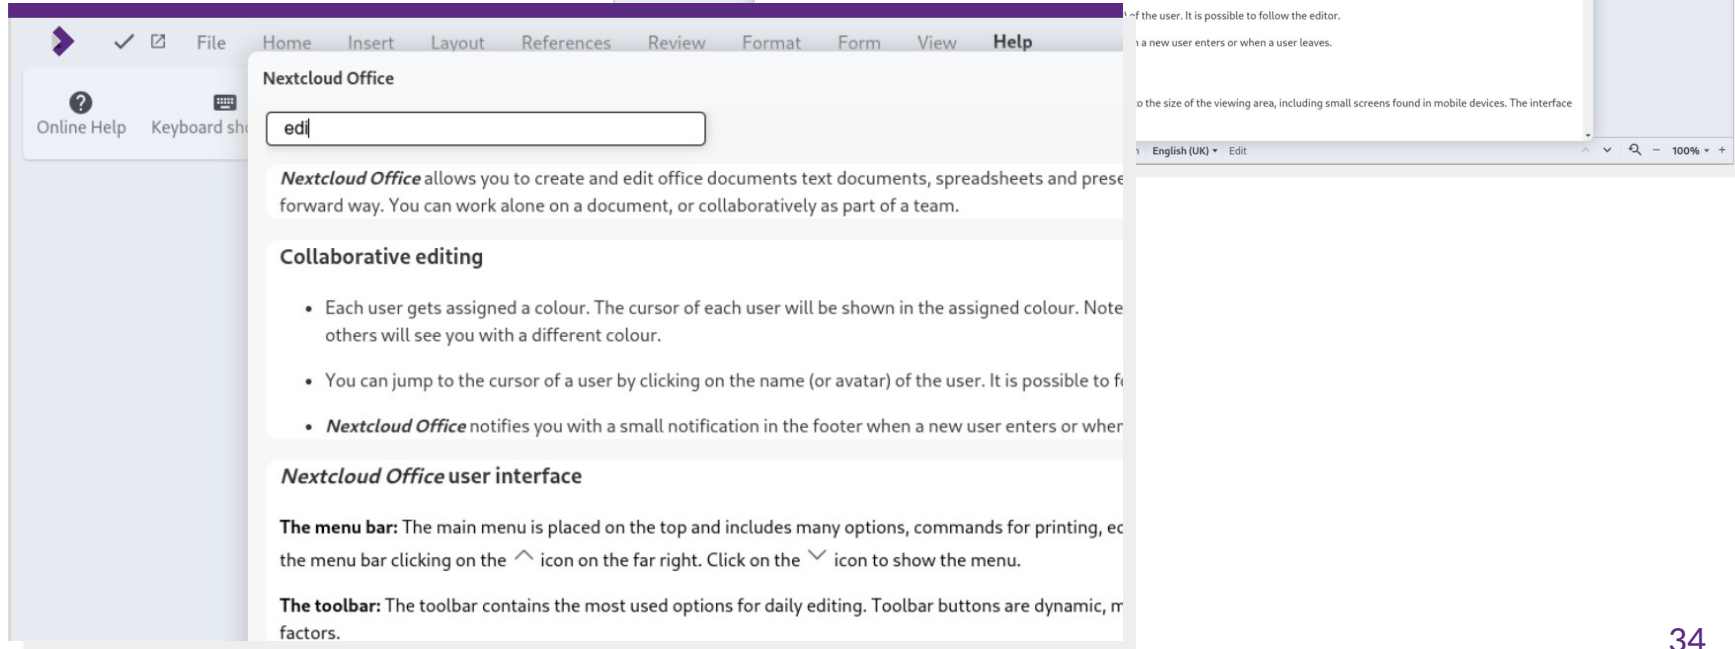 File Home Insert Layout References Review Format Form View Help
Online Help Keyboard
Nextcloud Office
edi
Nextcloud Office allows you to create and edit office documents text documents, spreadsheets and
forward way. You can work alone on a document, or collaboratively as part of a team.
Collaborative editing
• Each user gets assigned a colour. The cursor of each user will be shown in the assigned colour. Note
others will see you with a different colour.
• You can jump to the cursor of a user by clicking on the name (or avatar) of the user. It is possible to
• Nextcloud Office notifies you with a small notification in the footer when a new user enters or
Nextcloud Office user interface
The menu bar: The main menu is placed on the top and includes many options, commands for printing,
the menu bar clicking on the icon on the far right. Click on the icon to show the menu.
The toolbar: The toolbar contains the most used options for daily editing. Toolbar buttons are dynamic,
factors.
of the user. It is possible to follow the editor.
a new user enters or when a user leaves.
the size of the viewing area, including small screens found in mobile devices. The interface
English (UK) Edit 100%
34